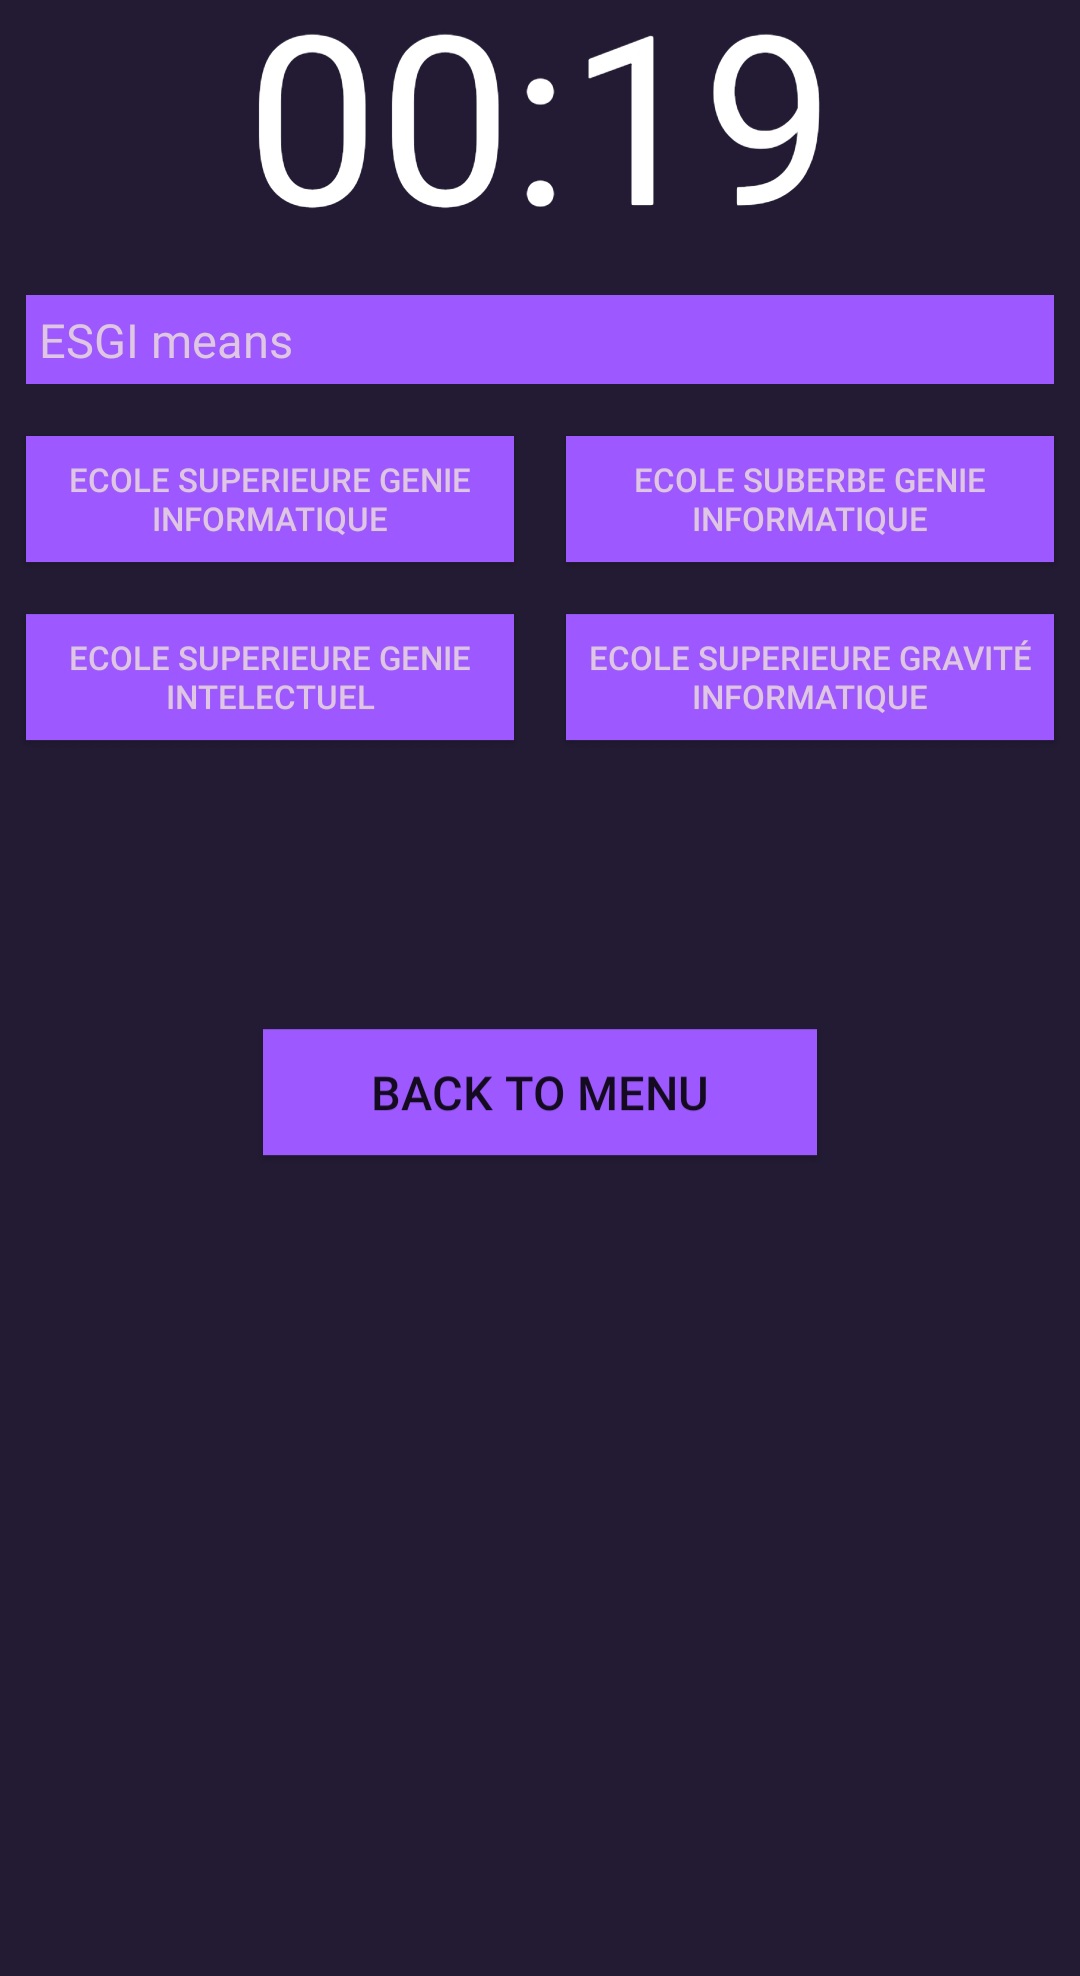 00:19
ESGI means
ECOLE SUPERIEURE GENIE
INFORMATIQUE
ECOLE SUBERBE GENIE
INFORMATIQUE
ECOLE SUPERIEURE GENIE
INTELECTUEL
ECOLE SUPERIEURE GRAVITÉ
INFORMATIQUE
BACK TO MENU